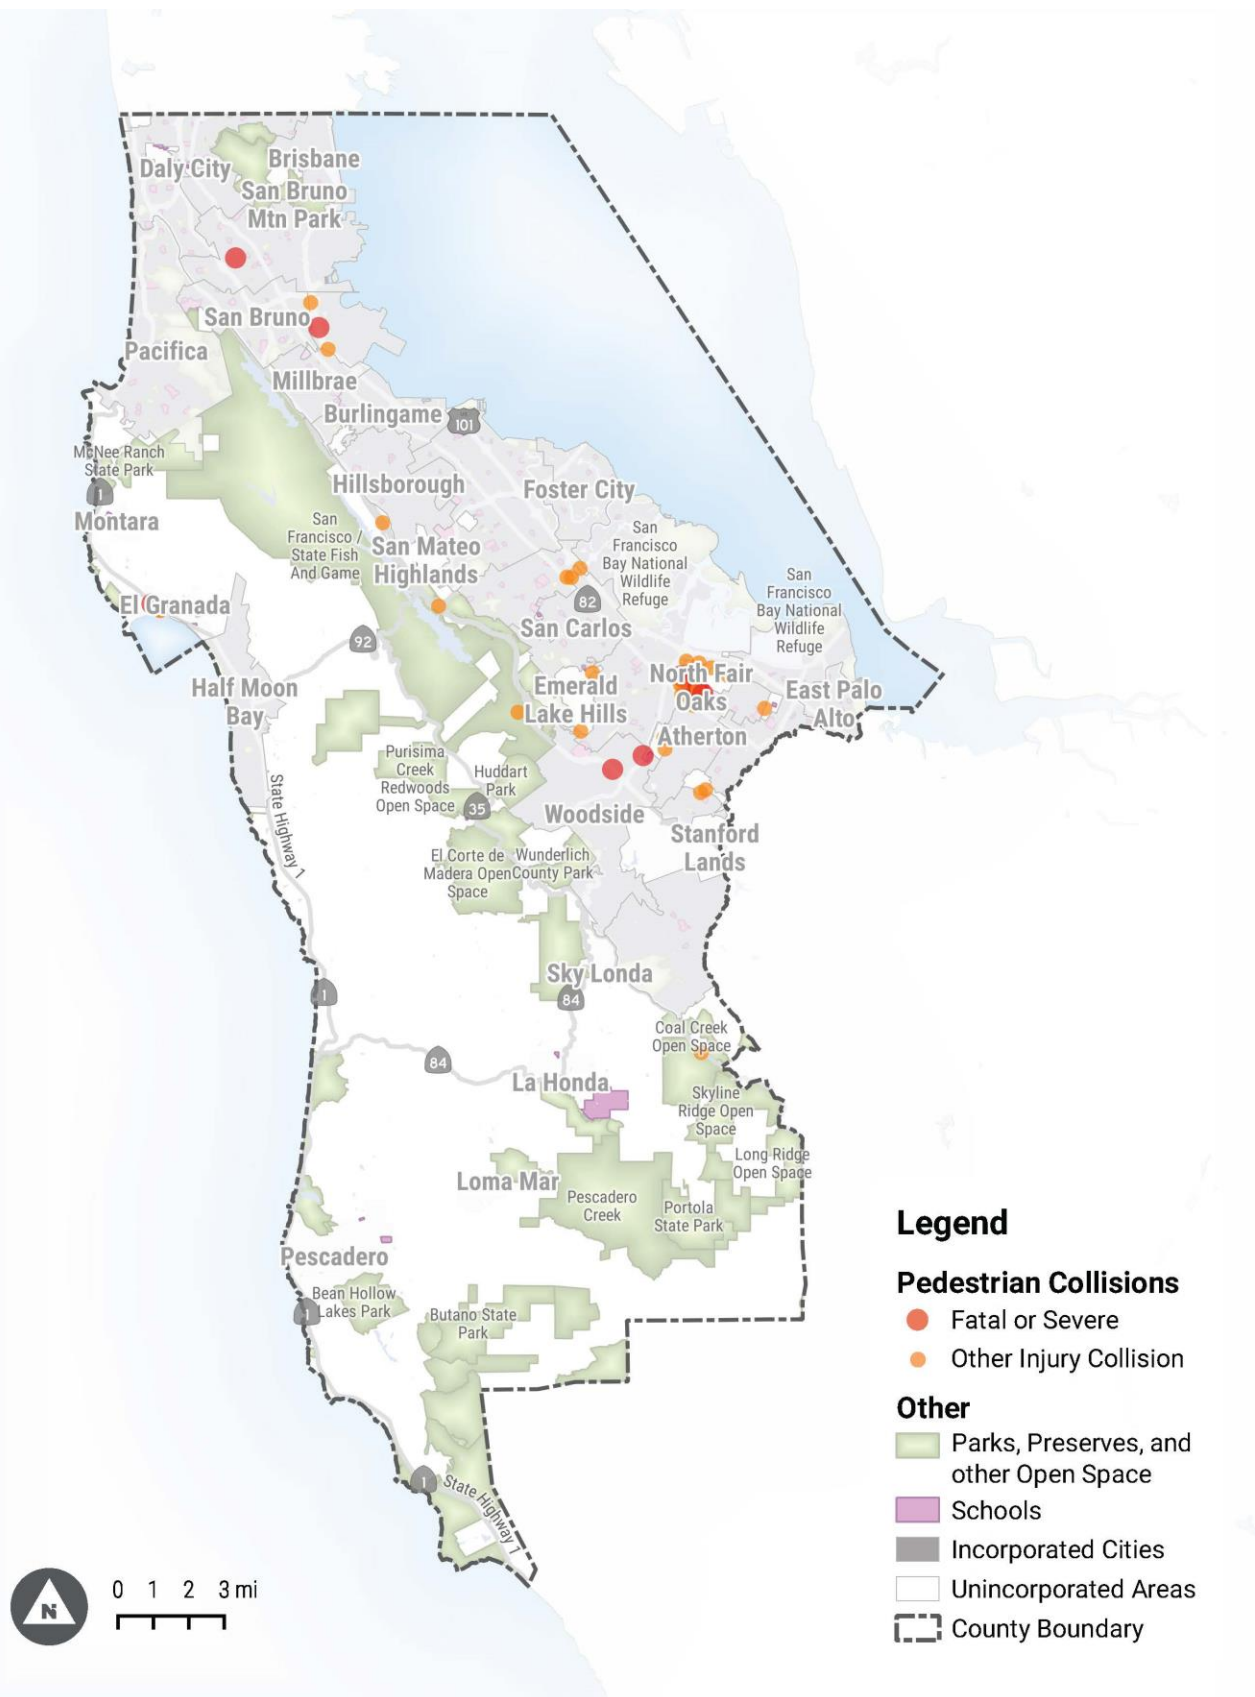 Daly City
Brisbane
San Bruno
Mtn Park
San Bruno
Pacifica
Millbrae
Burlingame
101
McNee Ranch
State Park
1
Montara
Hillsborough
Foster City
San
Francisco /
State Fish
And Game
San Mateo
Highlands
San
Francisco
Bay National
Wildlife
Refuge
San
Francisco
Bay National
Wildlife
Refuge
El Granada
82
San Carlos
92
Half Moon
Bay
Emerald
Lake Hills
North Fair
Oaks
East Palo
Alto
Atherton
Purisima
Creek
Redwoods
Open Space
Huddart
Park
35
State Highway 1
Woodside
Stanford
Lands
El Corte de
Madera Open
Space
Wunderlich
County Park
Sky Londa
84
1
Coal Creek
Open Space
84
La Honda
Skyline
Ridge Open
Space
Long Ridge
Open Space
Loma Mar
Pescadero
Creek
Portola
State Park
Pescadero
Bean Hollow
Lakes Park
1
Butano State
Park
1
State Highway 1
Legend
Pedestrian Collisions
Fatal or Severe
Other Injury Collision
Other
Parks, Preserves, and
other Open Space
Schools
Incorporated Cities
Unincorporated Areas
County Boundary
N
0 1 2 3 mi